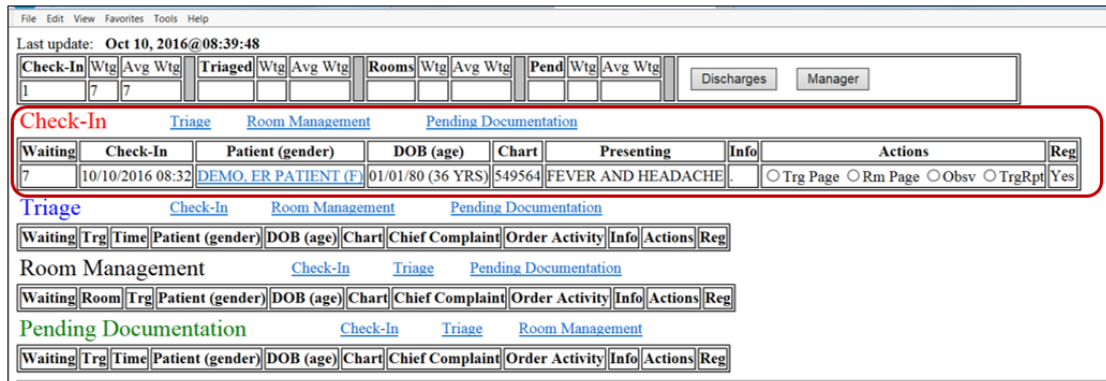 File Edit View Favorites Tools Help
Last update: Oct 10, 2016@08:39:48
Check-In Wtg Avg Wtg Triaged Wtg Avg Wtg Rooms Wtg Avg Wtg Pend Wtg Avg Wtg Discharges Manager
1 7 7
Check-In Triage Room Management Pending Documentation
Waiting Check-In Patient (gender) DOB (age) Chart Presenting Info Actions Reg
7 10/10/2016 08:32 DEMO, ER PATIENT (F) 01/01/80 (36 YRS) 549564 FEVER AND HEADACHE . Trg Page Rm Page Obsv TrgRpt Yes
Triage Check-In Room Management Pending Documentation
Waiting Trg Time Patient (gender) DOB (age) Chart Chief Complaint Order Activity Info Actions Reg
Room Management Check-In Triage Pending Documentation
Waiting Room Trg Patient (gender) DOB (age) Chart Chief Complaint Order Activity Info Actions Reg
Pending Documentation Check-In Triage Room Management
Waiting Trg Time Patient (gender) DOB (age) Chart Chief Complaint Order Activity Info Actions Reg